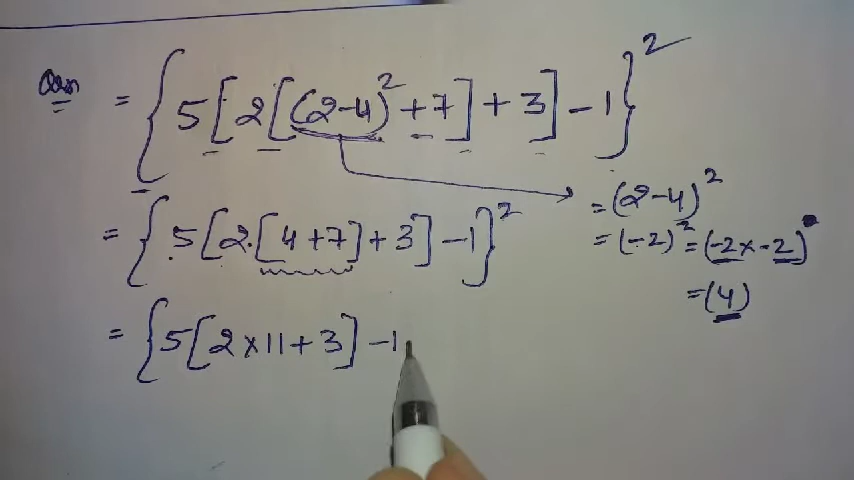 Ans = {5[2[(2-4)² + 7] + 3] - 1}²
= (2-4)²
= {5[2.[4+7] + 3] - 1}²
= (-2)² = (-2×-2)
= (4)
= {5[2×11+3] - 1